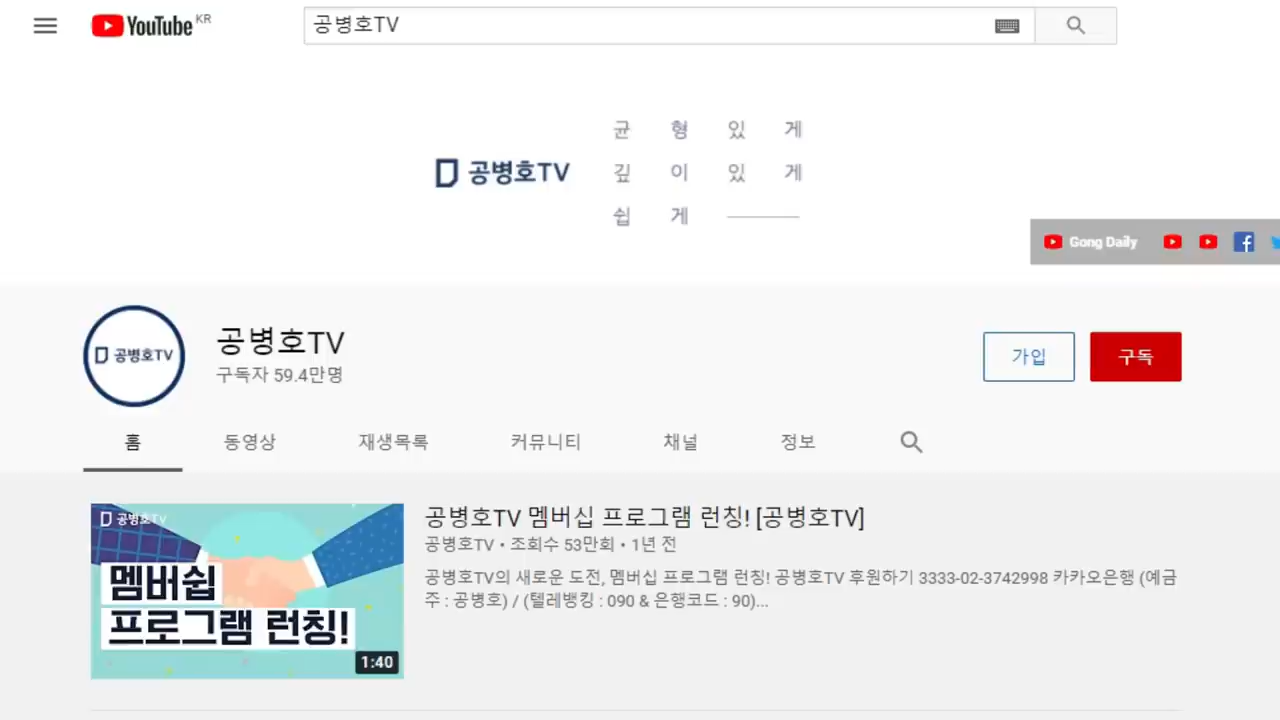 YouTube KR
공병호TV
균 형 있 게
공병호TV
깊 이 있 게
쉽 게
Gong Daily
공병호TV
공병호TV
구독자 59.4만명
가입
구독
홈
동영상
재생목록
커뮤니티
채널
정보
공병호TV
멤버쉽
프로그램 런칭!
1:40
공병호TV 멤버십 프로그램 런칭! [공병호TV]
공병호TV • 조회수 53만회 • 1년 전
공병호TV의 새로운 도전, 멤버십 프로그램 런칭! 공병호TV 후원하기 3333-02-3742998 카카오은행 (예금
주 : 공병호) / (텔레뱅킹 : 090 & 은행코드 : 90)...